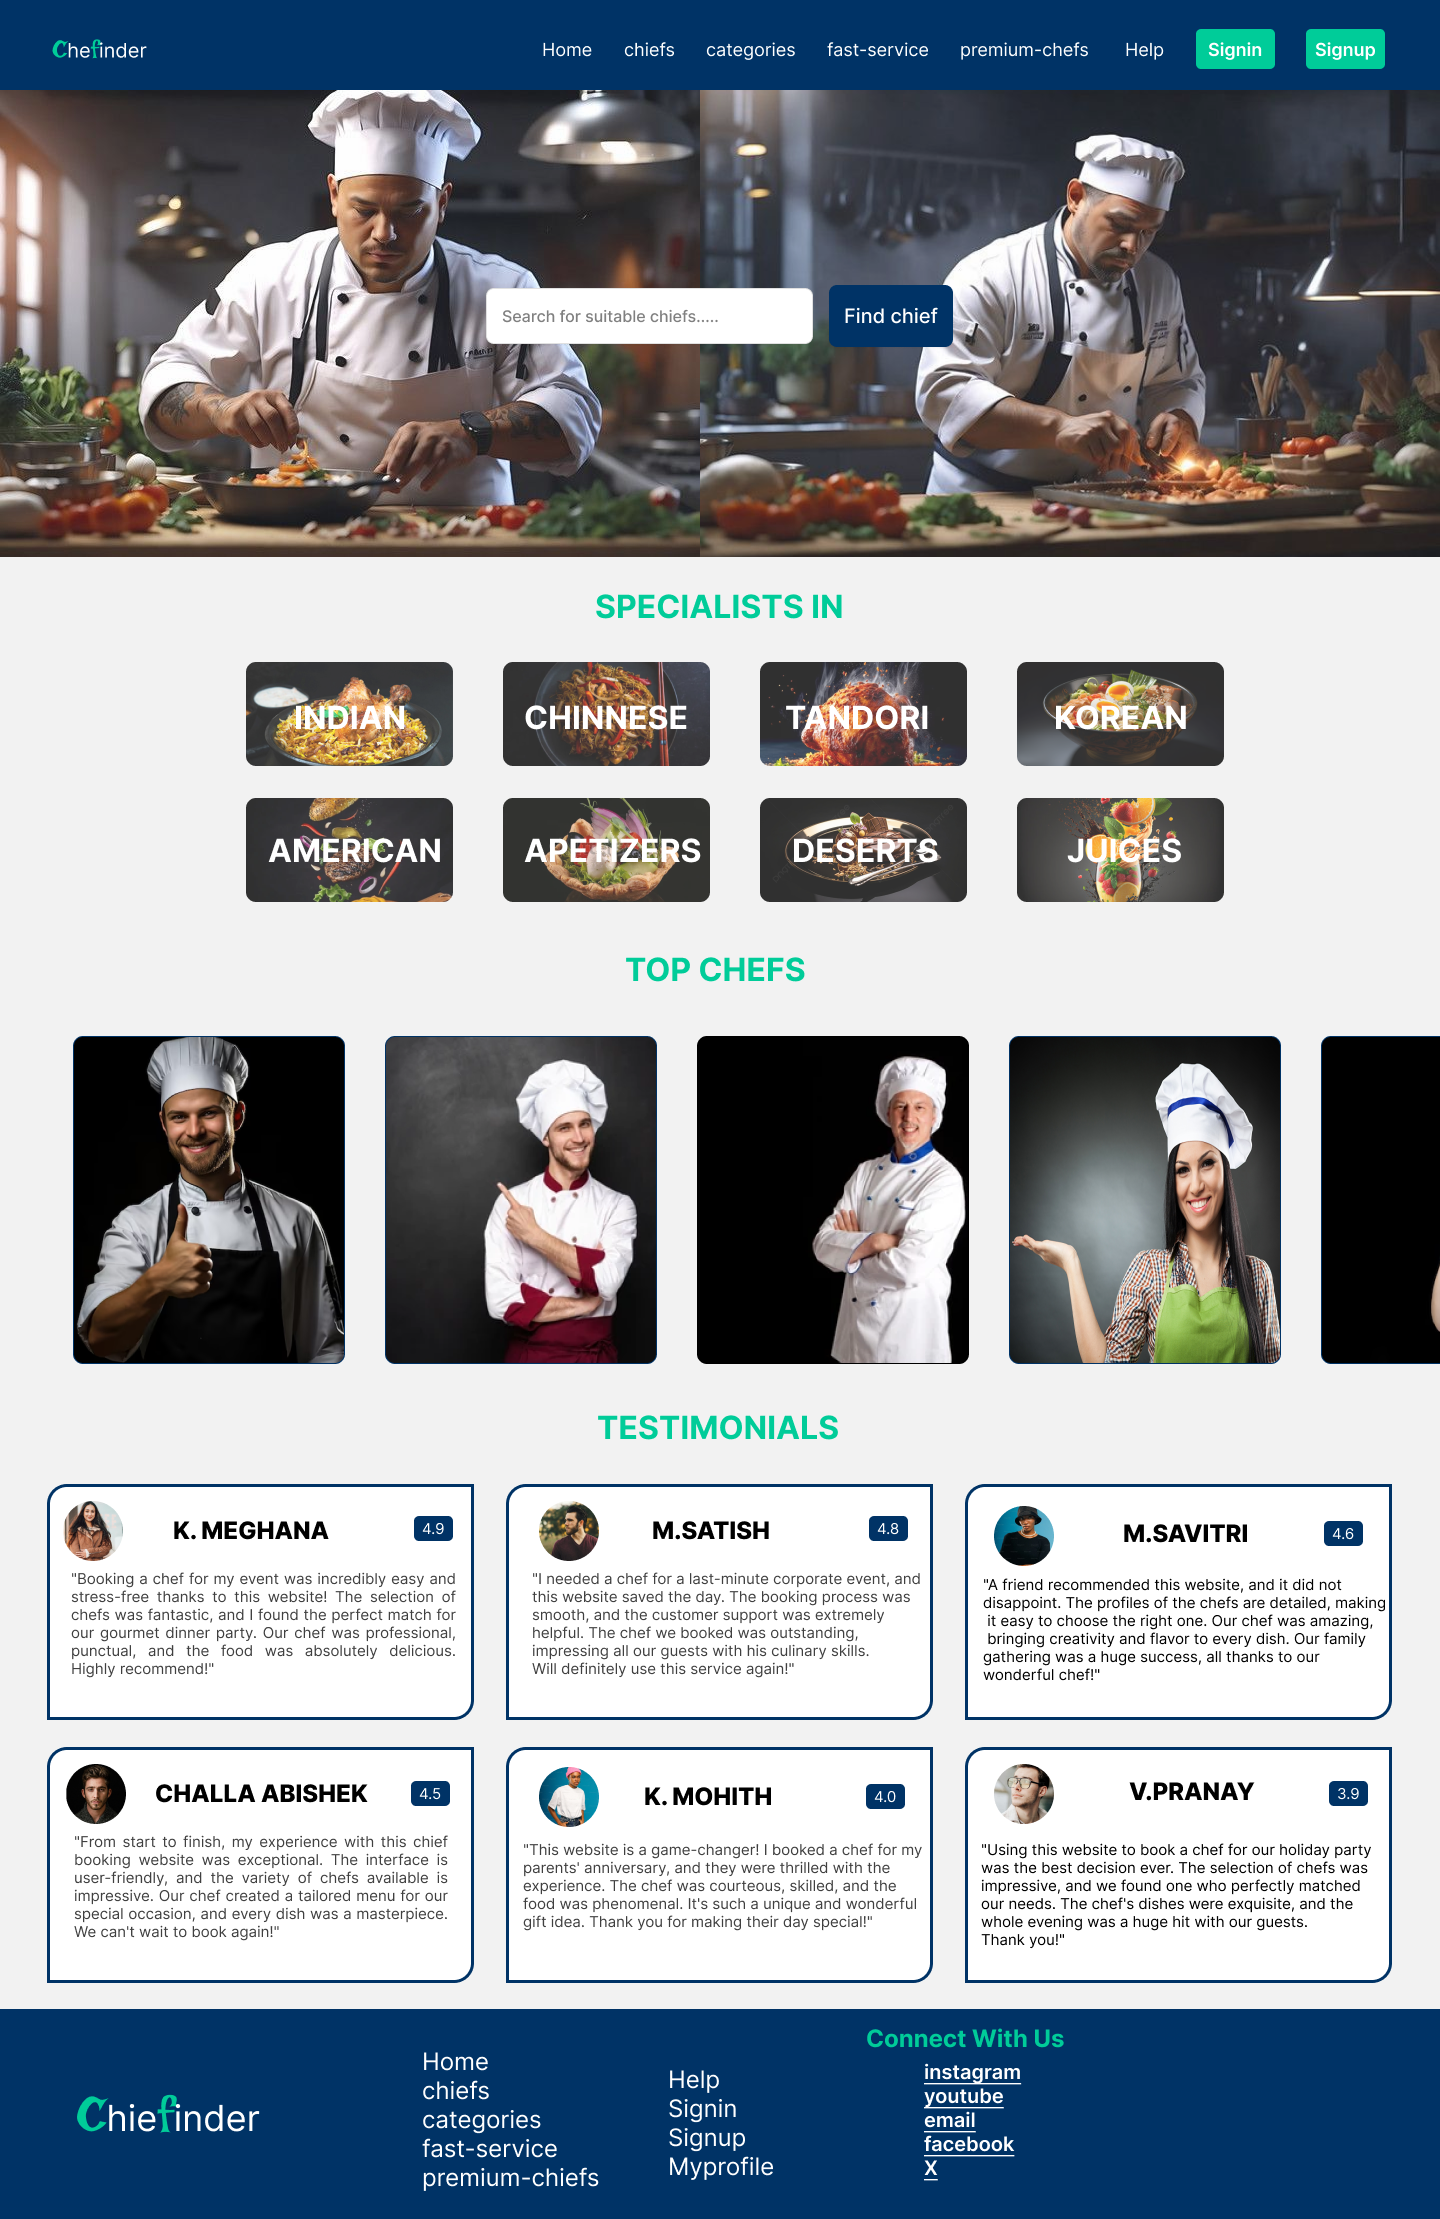 Chefinder
Home chiefs categories fast-service premium-chefs Help Signin Signup
Search for suitable chiefs..... Find chief
SPECIALISTS IN
INDIAN CHINNESE TANDORI KOREAN
AMERICAN APETIZERS DESERTS JUICES
TOP CHEFS
TESTIMONIALS
K. MEGHANA 4.9
"Booking a chef for my event was incredibly easy and
stress-free thanks to this website! The selection of
chefs was fantastic, and I found the perfect match for
our gourmet dinner party. Our chef was professional,
punctual, and the food was absolutely delicious.
Highly recommend!"
M.SATISH 4.8
"I needed a chef for a last-minute corporate event, and
this website saved the day. The booking process was
smooth, and the customer support was extremely
helpful. The chef we booked was outstanding,
impressing all our guests with his culinary skills.
Will definitely use this service again!"
M.SAVITRI 4.6
"A friend recommended this website, and it did not
disappoint. The profiles of the chefs are detailed, making
it easy to choose the right one. Our chef was amazing,
bringing creativity and flavor to every dish. Our family
gathering was a huge success, all thanks to our
wonderful chef!"
CHALLA ABISHEK 4.5
"From start to finish, my experience with this chief
booking website was exceptional. The interface is
user-friendly, and the variety of chefs available is
impressive. Our chef created a tailored menu for our
special occasion, and every dish was a masterpiece.
We can't wait to book again!"
K. MOHITH 4.0
"This website is a game-changer! I booked a chef for my
parents' anniversary, and they were thrilled with the
experience. The chef was courteous, skilled, and the
food was phenomenal. It's such a unique and wonderful
gift idea. Thank you for making their day special!"
V.PRANAY 3.9
"Using this website to book a chef for our holiday party
was the best decision ever. The selection of chefs was
impressive, and we found one who perfectly matched
our needs. The chef's dishes were exquisite, and the
whole evening was a huge hit with our guests.
Thank you!"
Chiefinder
Home
chiefs
categories
fast-service
premium-chiefs
Help
Signin
Signup
Myprofile
Connect With Us
instagram
youtube
email
facebook
X